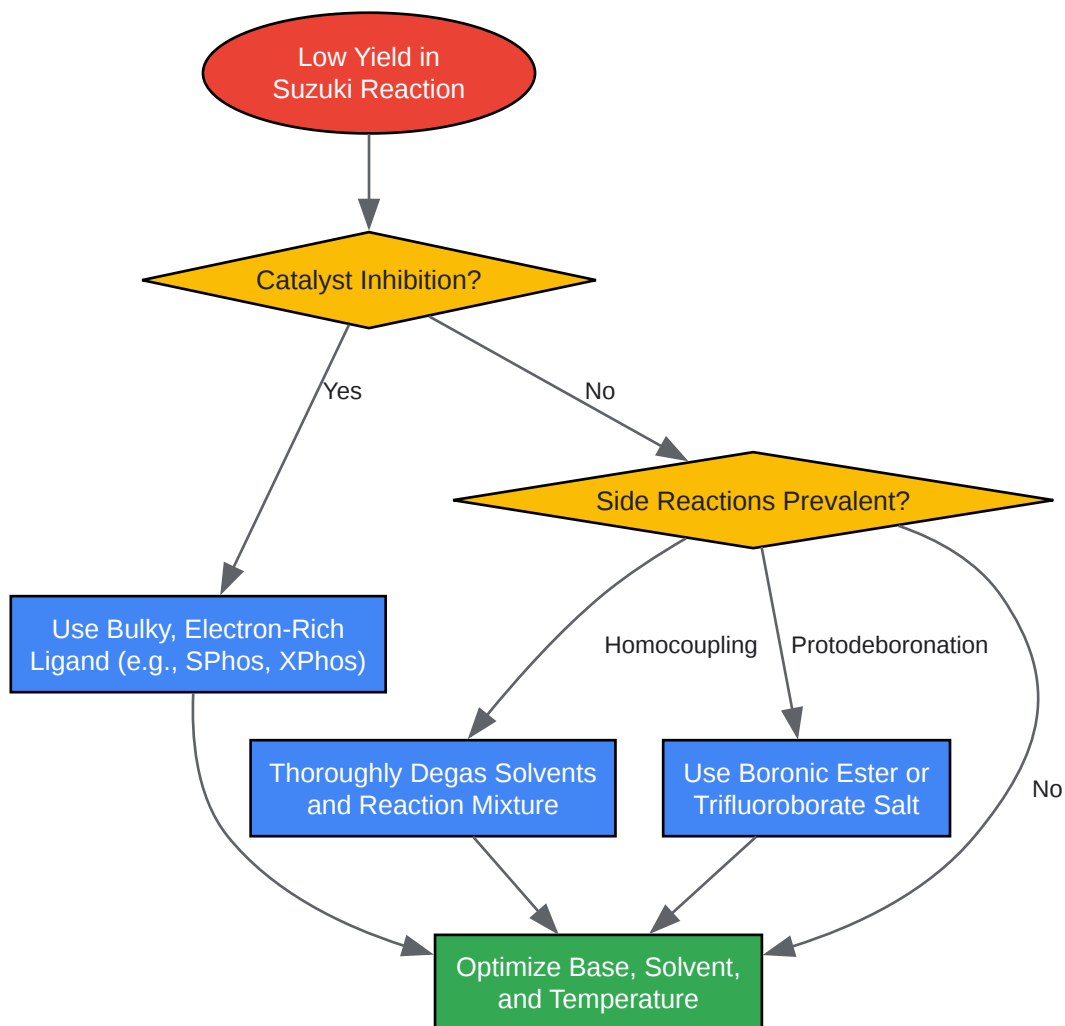 Low Yield in
Suzuki Reaction
Catalyst Inhibition?
Yes
No
Side Reactions Prevalent?
Use Bulky, Electron-Rich
Ligand (e.g., SPhos, XPhos)
Homocoupling
Protodeboronation
Thoroughly Degas Solvents
and Reaction Mixture
Use Boronic Ester or
Trifluoroborate Salt
No
Optimize Base, Solvent,
and Temperature